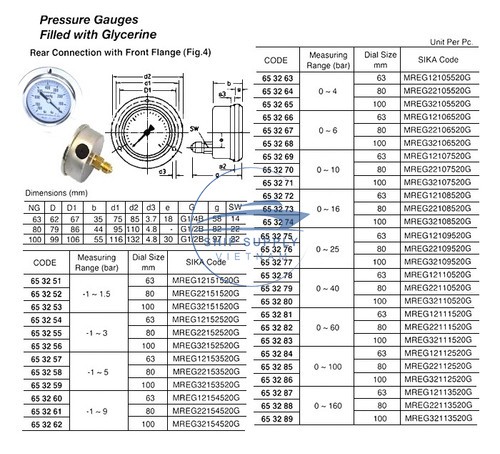 Pressure Gauges
Filled with Glycerine
Rear Connection with Front Flange (Fig.4)
d2
c1
D1
b
g
e3
SW
G
d3
d1
Dimensions (mm)
NG D D1 b d1 d2 d3 e G g SW
63 62 67 35 75 85 3.7 18 G1/4B 58 14
80 79 86 44 95 110 4.8 - G1/2B 82 22
100 99 106 55 116 132 4.8 30 G1/2B 97 22
SHIP SUPPLY
VIETNAM
CODE Measuring Range (bar) Dial Size mm SIKA Code
65 32 51 -1 ~ 1.5 63 MREG12151520G
65 32 52 80 MREG22151520G
65 32 53 100 MREG32151520G
65 32 54 -1 ~ 3 63 MREG12152520G
65 32 55 80 MREG22152520G
65 32 56 100 MREG32152520G
65 32 57 -1 ~ 5 63 MREG12153520G
65 32 58 80 MREG22153520G
65 32 59 100 MREG32153520G
65 32 60 -1 ~ 9 63 MREG12154520G
65 32 61 80 MREG22154520G
65 32 62 100 MREG32154520G
Unit Per Pc.
CODE Measuring Range (bar) Dial Size mm SIKA Code
65 32 63 0 ~ 4 63 MREG12105520G
65 32 64 80 MREG22105520G
65 32 65 100 MREG32105520G
65 32 66 0 ~ 6 63 MREG12106520G
65 32 67 80 MREG22106520G
65 32 68 100 MREG32106520G
65 32 69 0 ~ 10 63 MREG12107520G
65 32 70 80 MREG22107520G
65 32 71 100 MREG32107520G
65 32 72 0 ~ 16 63 MREG12108520G
65 32 73 80 MREG22108520G
65 32 74 100 MREG32108520G
65 32 75 0 ~ 25 63 MREG12109520G
65 32 76 80 MREG22109520G
65 32 77 100 MREG32109520G
65 32 78 0 ~ 40 63 MREG12110520G
65 32 79 80 MREG22110520G
65 32 80 100 MREG32110520G
65 32 81 0 ~ 60 63 MREG12111520G
65 32 82 80 MREG22111520G
65 32 83 100 MREG32111520G
65 32 84 0 ~ 100 63 MREG12112520G
65 32 85 80 MREG22112520G
65 32 86 100 MREG32112520G
65 32 87 0 ~ 160 63 MREG12113520G
65 32 88 80 MREG22113520G
65 32 89 100 MREG32113520G